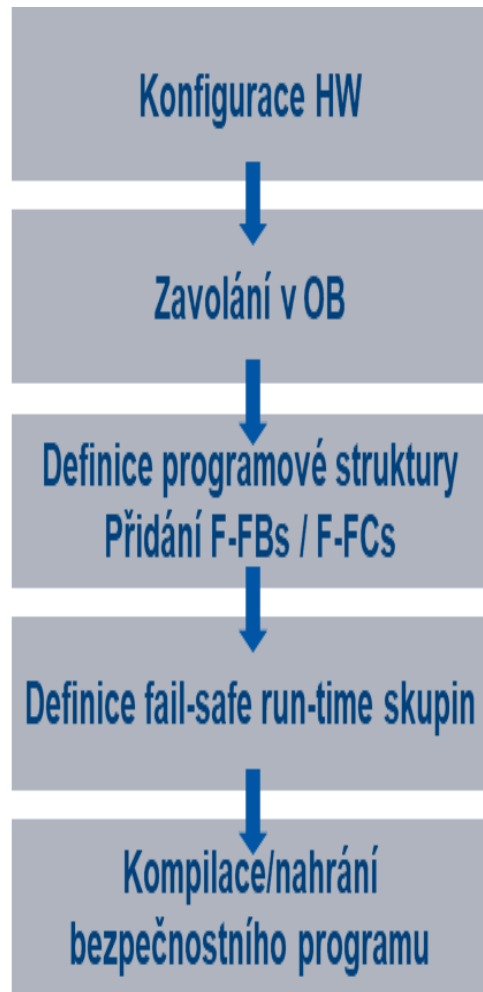 Konfigurace HW
Zavolání v OB
Definice programové struktury
Přidání F-FBs / F-FCs
Definice fail-safe run-time skupin
Kompilace/nahrání
bezpečnostního programu